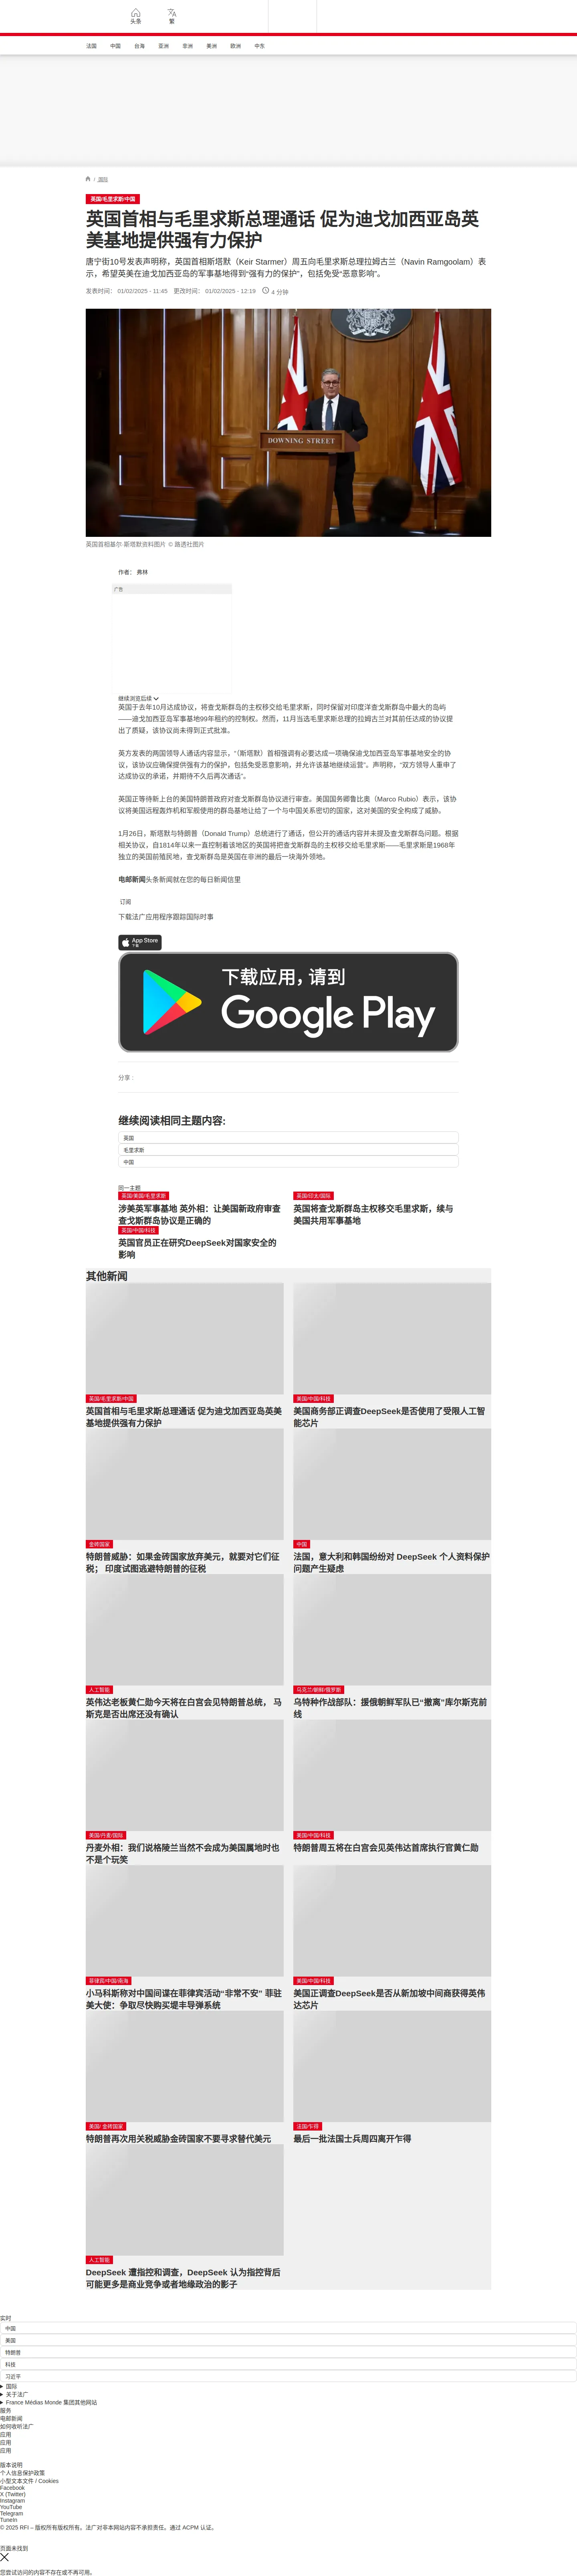 头条
繁
法国
中国
台海
亚洲
非洲
美洲
欧洲
中东
/ 国际
英国/毛里求斯/中国
英国首相与毛里求斯总理通话 促为迪戈加西亚岛英
美基地提供强有力保护
唐宁街10号发表声明称，英国首相斯塔默（Keir Starmer）周五向毛里求斯总理拉姆古兰（Navin Ramgoolam）表
示，希望英美在迪戈加西亚岛的军事基地得到“强有力的保护”，包括免受“恶意影响”。
发表时间： 01/02/2025 - 11:45 更改时间： 01/02/2025 - 12:19 4 分钟
DOWNING STREET
英国首相基尔·斯塔默资料图片 © 路透社图片
作者： 弗林
广告
继续浏览后续
英国于去年10月达成协议，将查戈斯群岛的主权移交给毛里求斯，同时保留对印度洋查戈斯群岛中最大的岛屿
——迪戈加西亚岛军事基地99年租约的控制权。然而，11月当选毛里求斯总理的拉姆古兰对其前任达成的协议提
出了质疑，该协议尚未得到正式批准。
英方发表的两国领导人通话内容显示，“（斯塔默）首相强调有必要达成一项确保迪戈加西亚岛军事基地安全的协
议，该协议应确保提供强有力的保护，包括免受恶意影响，并允许该基地继续运营”。声明称，“双方领导人重申了
达成协议的承诺，并期待不久后再次通话”。
英国正等待新上台的美国特朗普政府对查戈斯群岛协议进行审查。美国国务卿鲁比奥（Marco Rubio）表示，该协
议将美国远程轰炸机和军舰使用的群岛基地让给了一个与中国关系密切的国家，这对美国的安全构成了威胁。
1月26日，斯塔默与特朗普（Donald Trump）总统进行了通话，但公开的通话内容并未提及查戈斯群岛问题。根据
相关协议，自1814年以来一直控制着该地区的英国将把查戈斯群岛的主权移交给毛里求斯——毛里求斯是1968年
独立的英国前殖民地，查戈斯群岛是英国在非洲的最后一块海外领地。
电邮新闻头条新闻就在您的每日新闻信里
订阅
下载法广应用程序跟踪国际时事
App Store
下载
下载应用，请到
Google Play
分享 :
继续阅读相同主题内容:
英国
毛里求斯
中国
同一主题
英国/美国/毛里求斯
涉美英军事基地 英外相：让美国新政府审查
查戈斯群岛协议是正确的
英国/印太/国际
英国将查戈斯群岛主权移交毛里求斯，续与
美国共用军事基地
英国/中国/科技
英国官员正在研究DeepSeek对国家安全的
影响
其他新闻
英国/毛里求斯/中国
英国首相与毛里求斯总理通话 促为迪戈加西亚岛英美
基地提供强有力保护
美国/中国/科技
美国商务部正调查DeepSeek是否使用了受限人工智
能芯片
金砖国家
特朗普威胁：如果金砖国家放弃美元，就要对它们征
税； 印度试图逃避特朗普的征税
中国
法国，意大利和韩国纷纷对 DeepSeek 个人资料保护
问题产生疑虑
人工智能
英伟达老板黄仁勋今天将在白宫会见特朗普总统， 马
斯克是否出席还没有确认
乌克兰/朝鲜/俄罗斯
乌特种作战部队：援俄朝鲜军队已“撤离”库尔斯克前
线
美国/丹麦/国际
丹麦外相：我们说格陵兰当然不会成为美国属地时也
不是个玩笑
美国/中国/科技
特朗普周五将在白宫会见英伟达首席执行官黄仁勋
菲律宾/中国/南海
小马科斯称对中国间谍在菲律宾活动“非常不安” 菲驻
美大使：争取尽快购买堤丰导弹系统
美国/中国/科技
美国正调查DeepSeek是否从新加坡中间商获得英伟
达芯片
美国/ 金砖国家
特朗普再次用关税威胁金砖国家不要寻求替代美元
法国/乍得
最后一批法国士兵周四离开乍得
人工智能
DeepSeek 遭指控和调查，DeepSeek 认为指控背后
可能更多是商业竞争或者地缘政治的影子
实时
中国
美国
特朗普
科技
习近平
国际
关于法广
France Médias Monde 集团其他网站
服务
电邮新闻
如何收听法广
应用
应用
应用
版本说明
个人信息保护政策
小型文本文件 / Cookies
Facebook
X (Twitter)
Instagram
YouTube
Telegram
TuneIn
© 2025 RFI – 版权所有版权所有。法广对非本网站内容不承担责任。通过 ACPM 认证。
页面未找到
您尝试访问的内容不存在或不再可用。